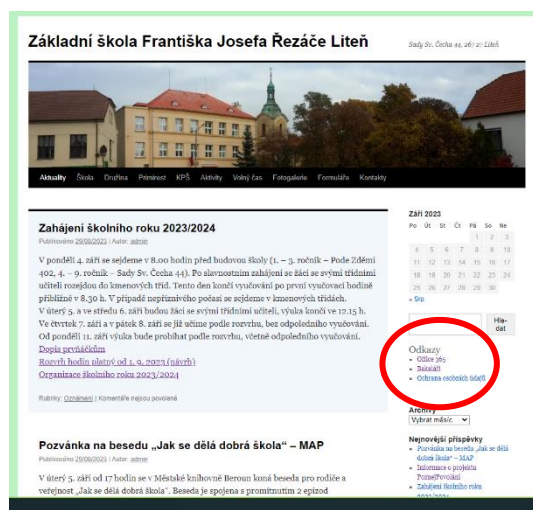 Základní škola Františka Josefa Řezáče Liteň
Sady Sv. Čecha 44, 267 27 Liteň
Aktuality Škola Družina Primirest KPŠ Aktivity Volný čas Fotogalerie Formuláře Kontakty
Zahájení školního roku 2023/2024
Publikováno 29/08/2023 | Autor: admin
V pondělí 4. září se sejdeme v 8.00 hodin před budovou školy (1. – 3. ročník – Pode Zděmi
402, 4. – 9. ročník – Sady Sv. Čecha 44). Po slavnostním zahájení se žáci se svými třídními
učiteli rozejdou do kmenových tříd. Tento den končí vyučování po první vyučovací hodině
přibližně v 8.30 h. V případě nepříznivého počasí se sejdeme v kmenových třídách.
V úterý 5. a ve středu 6. září budou žáci se svými třídními učiteli, výuka končí ve 12.15 h.
Ve čtvrtek 7. září a v pátek 8. září se již učíme podle rozvrhu, bez odpoledního vyučování.
Od pondělí 11. září výuka bude probíhat podle rozvrhu, včetně odpoledního vyučování.
Dopis prvňáčkům
Rozvrh hodin platný od 1. 9. 2023 (návrh)
Organizace školního roku 2023/2024
Rubriky: Oznámení | Komentáře nejsou povolené
Pozvánka na besedu „Jak se dělá dobrá škola“ – MAP
Publikováno 29/08/2023 | Autor: admin
V úterý 5. září od 17 hodin se v Městské knihovně Beroun koná beseda pro rodiče a
veřejnost „Jak se dělá dobrá škola“. Beseda je spojena s promítnutím 2 epizod
Září 2023
Po Út St Čt Pá So Ne
1 2 3
4 5 6 7 8 9 10
11 12 13 14 15 16 17
18 19 20 21 22 23 24
25 26 27 28 29 30
« Srp
Hle-
dat
Odkazy
Office 365
Bakaláři
Ochrana osobních údajů
Archivy
Vybrat měsíc
Nejnovější příspěvky
Pozvánka na besedu „Jak se dělá
dobrá škola“ – MAP
Informace o projektu
PoznejPovolání
Zahájení školního roku
2023/2024